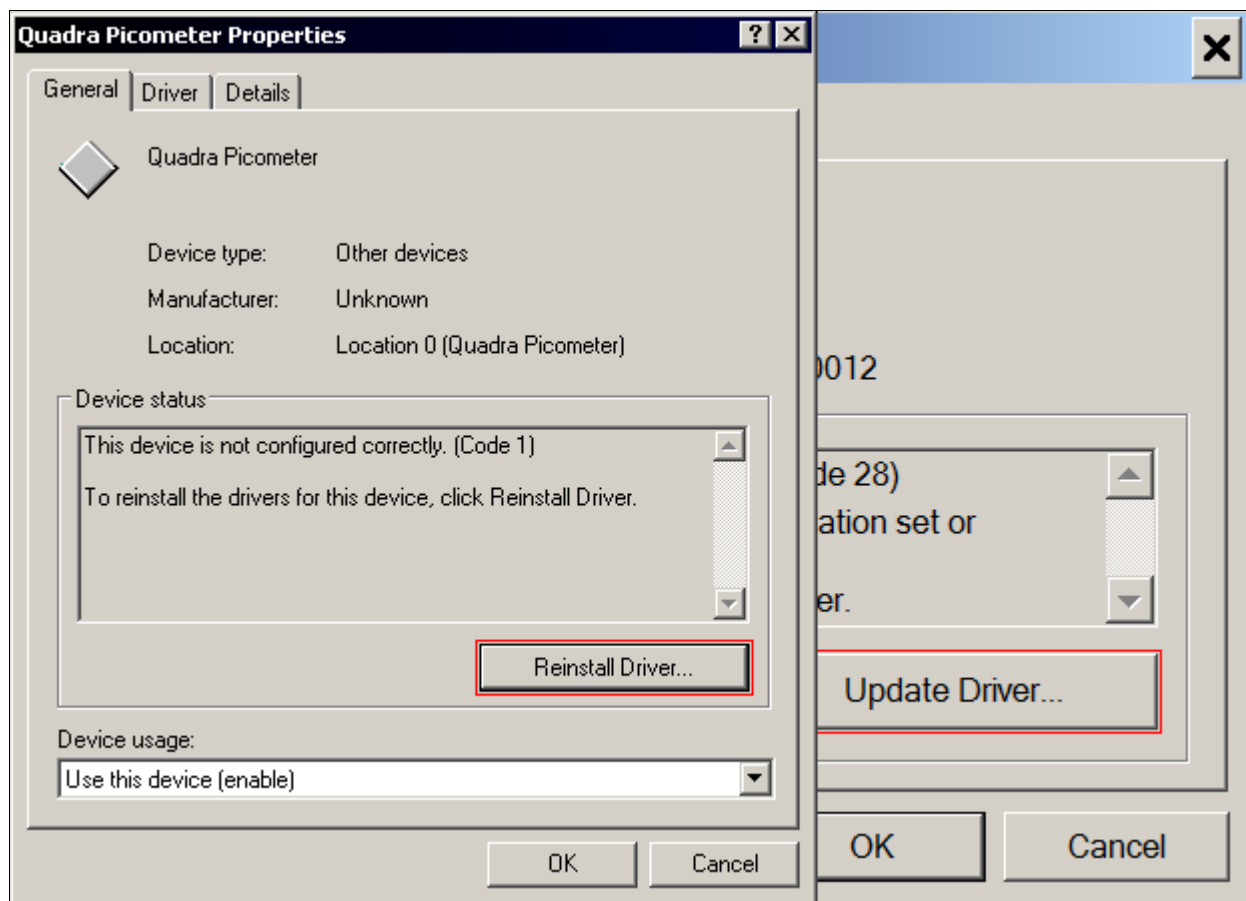 Quadra Picometer Properties
General Driver Details
Quadra Picometer
Device type: Other devices
Manufacturer: Unknown
Location: Location 0 (Quadra Picometer)
Device status
This device is not configured correctly. (Code 1)
To reinstall the drivers for this device, click Reinstall Driver.
Reinstall Driver...
Device usage:
Use this device (enable)
OK Cancel
0012
de 28)
ation set or
er.
Update Driver...
OK Cancel